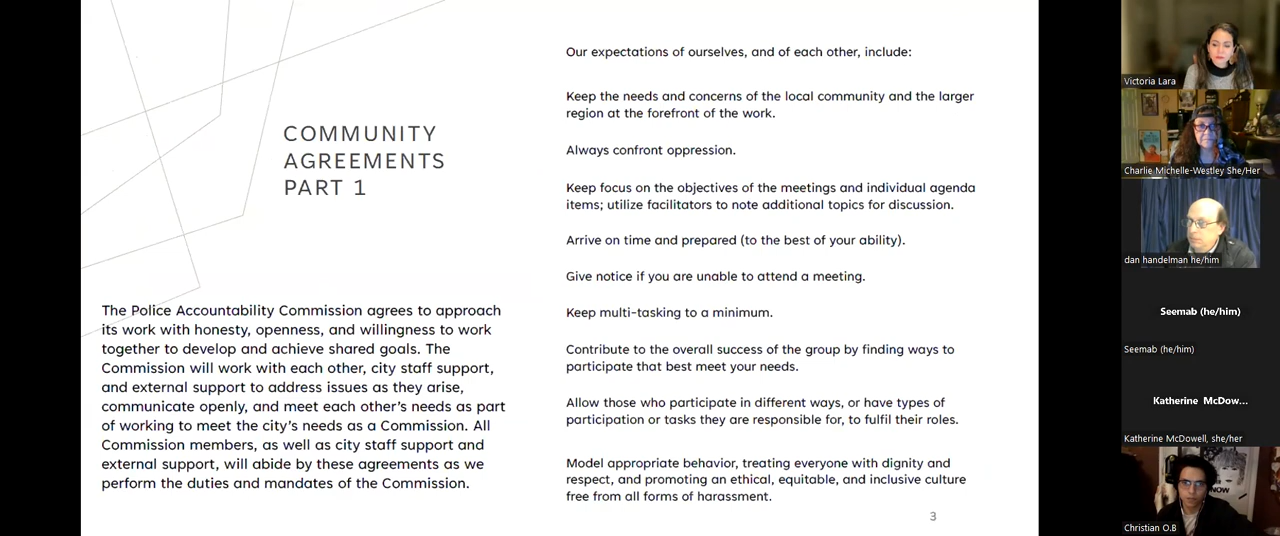 COMMUNITY
AGREEMENTS
PART 1
The Police Accountability Commission agrees to approach
its work with honesty, openness, and willingness to work
together to develop and achieve shared goals. The
Commission will work with each other, city staff support,
and external support to address issues as they arise,
communicate openly, and meet each other's needs as part
of working to meet the city's needs as a Commission. All
Commission members, as well as city staff support and
external support, will abide by these agreements as we
perform the duties and mandates of the Commission.
Our expectations of ourselves, and of each other, include:
Keep the needs and concerns of the local community and the larger
region at the forefront of the work.
Always confront oppression.
Keep focus on the objectives of the meetings and individual agenda
items; utilize facilitators to note additional topics for discussion.
Arrive on time and prepared (to the best of your ability).
Give notice if you are unable to attend a meeting.
Keep multi-tasking to a minimum.
Contribute to the overall success of the group by finding ways to
participate that best meet your needs.
Allow those who participate in different ways, or have types of
participation or tasks they are responsible for, to fulfil their roles.
Model appropriate behavior, treating everyone with dignity and
respect, and promoting an ethical, equitable, and inclusive culture
free from all forms of harassment.
3
Victoria Lara
Charlie Michelle-Westley She/Her
dan handelman he/him
Seemab (he/him)
Seemab (he/him)
Katherine McDow...
Katherine McDowell, she/her
NOW
Christian O.B